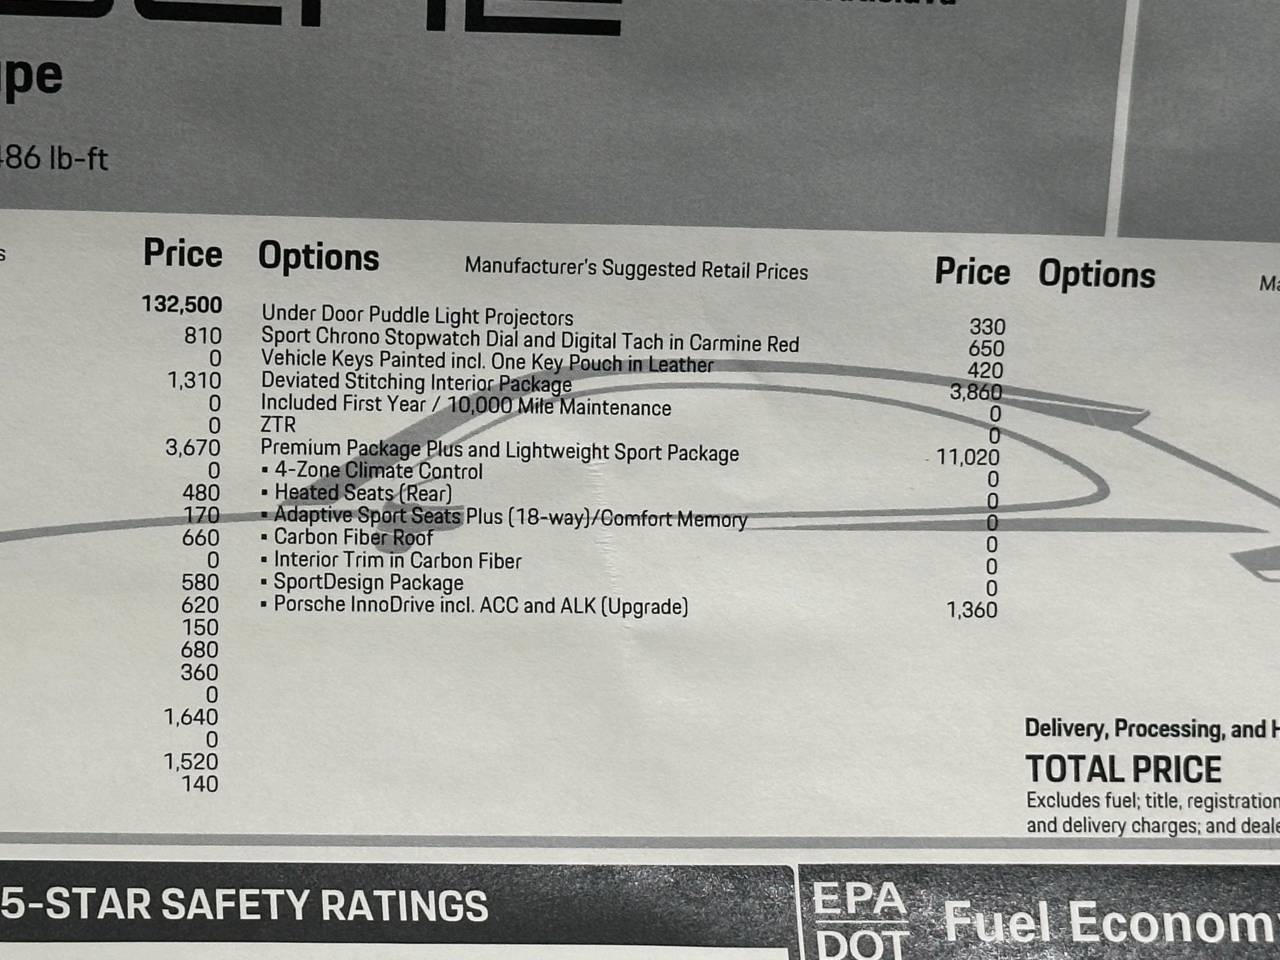 486 lb-ft
Price Options Manufacturer's Suggested Retail Prices Price Options
132,500
810
0
1,310
0
0
3,670
0
480
170
660
0
580
620
150
680
360
0
1,640
0
1,520
140
Under Door Puddle Light Projectors 330
Sport Chrono Stopwatch Dial and Digital Tach in Carmine Red 650
Vehicle Keys Painted incl. One Key Pouch in Leather 420
Deviated Stitching Interior Package 3,860
Included First Year / 10,000 Mile Maintenance 0
ZTR 0
Premium Package Plus and Lightweight Sport Package 11,020
▪ 4-Zone Climate Control 0
▪ Heated Seats (Rear) 0
▪ Adaptive Sport Seats Plus (18-way)/Comfort Memory 0
▪ Carbon Fiber Roof 0
▪ Interior Trim in Carbon Fiber 0
▪ SportDesign Package 0
▪ Porsche InnoDrive incl. ACC and ALK (Upgrade) 1,360
Delivery, Processing, and
TOTAL PRICE
Excludes fuel; title, registration
and delivery charges; and
5-STAR SAFETY RATINGS
EPA
DOT
Fuel Econom